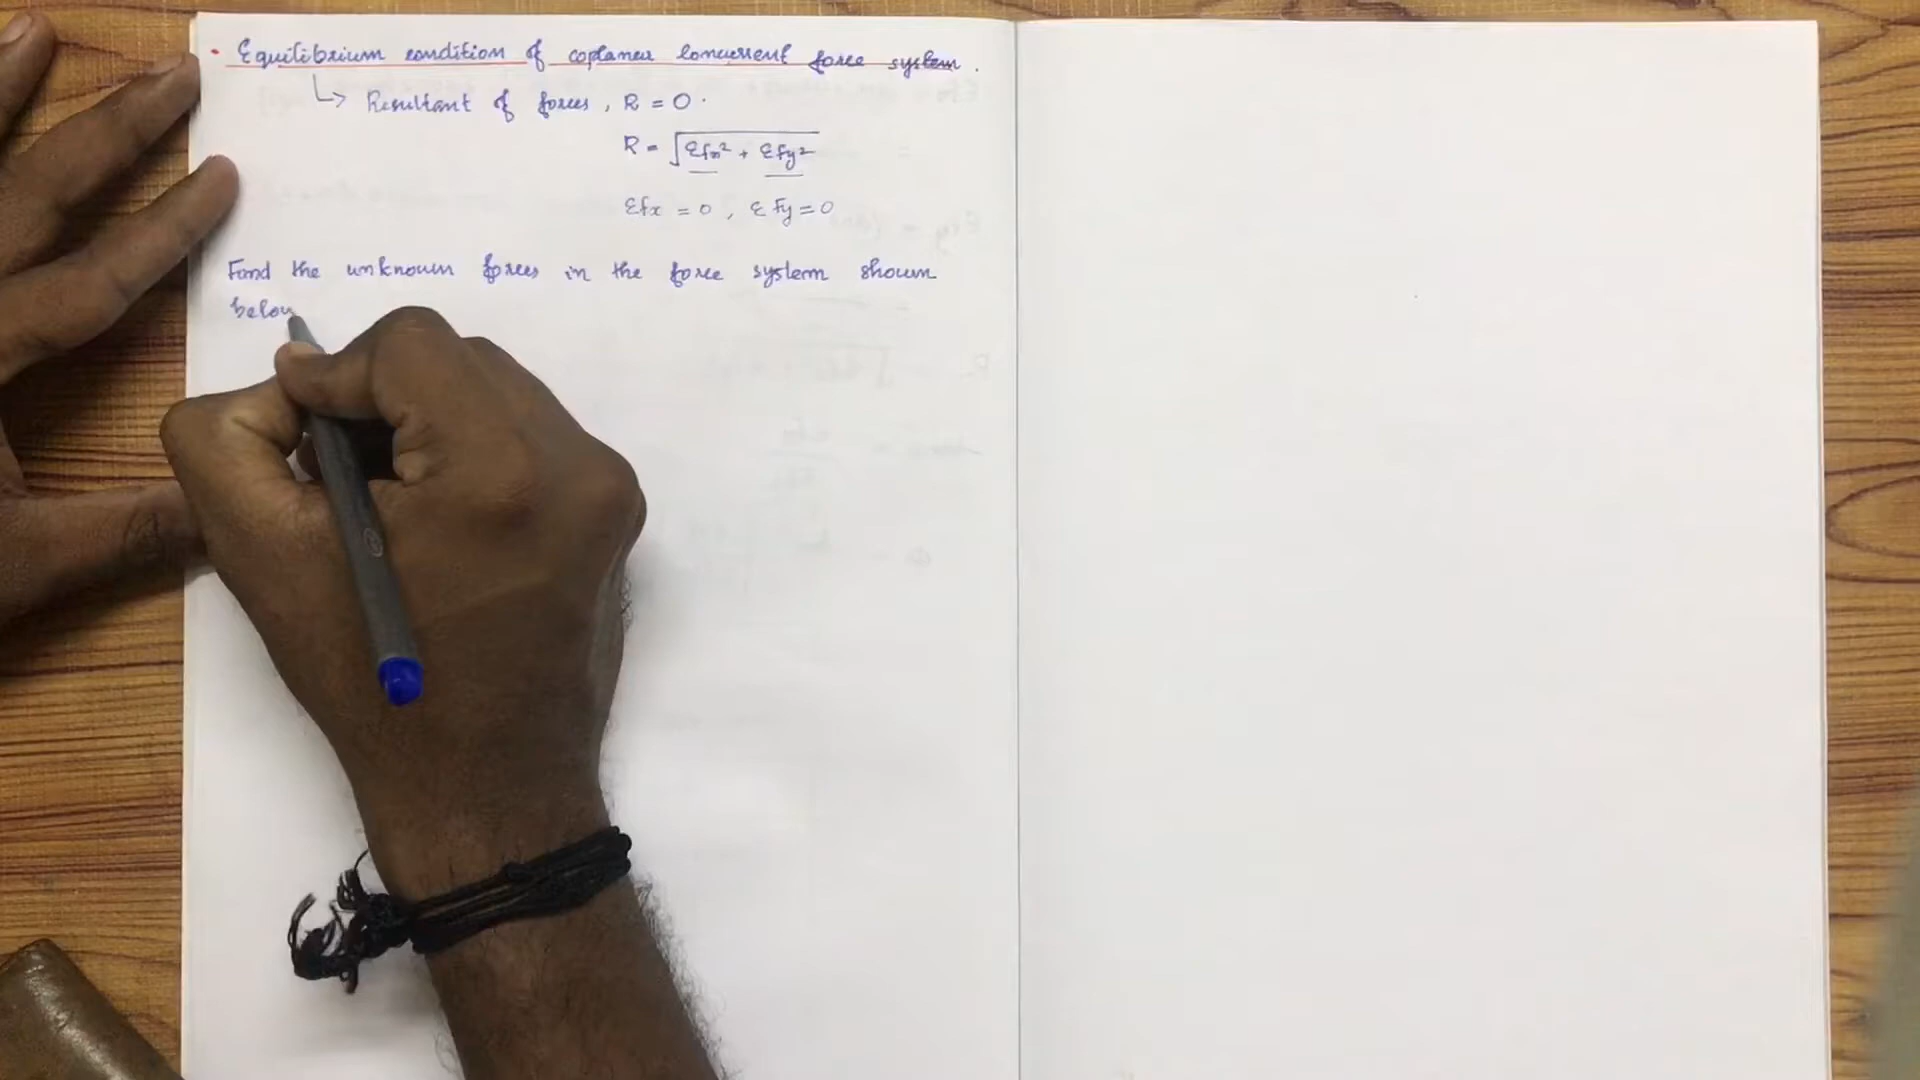 • Equilibrium condition of coplanar concurrent force system.
↳ Resultant of forces, R = 0.
R = √Σfx² + Σfy²
Σfx = 0, Σfy = 0
Find the unknown forces in the force system shown
below